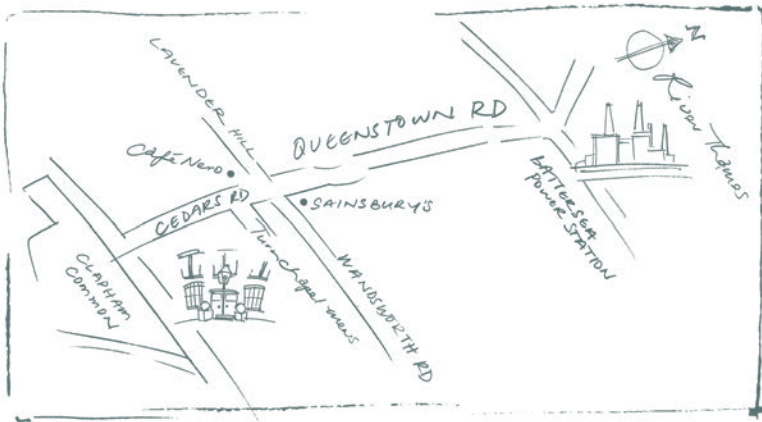 N
LAVENDER HILL
River Thames
QUEENSTOWN RD
Café Nero
BATTERSEA
POWER STATION
CEDARS RD
SAINSBURY'S
Turnchapel mews
CLAPHAM
COMMON
WANDSWORTH RD